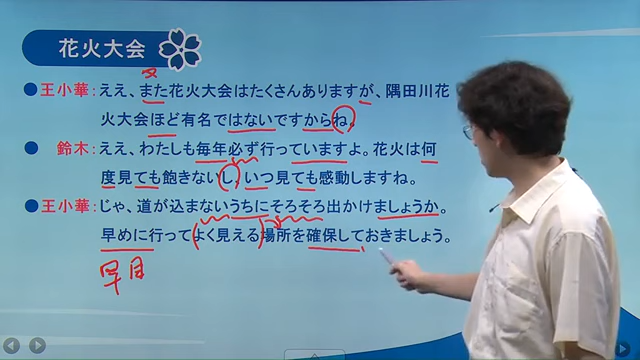 花火大会
又
●王小華：ええ、また花火大会はたくさんありますが、隅田川花
火大会ほど有名ではないですからね。
●鈴木：ええ、わたしも毎年必ず行っていますよ。花火は何
度見ても飽きないし、いつ見ても感動しますね。
●王小華：じゃ、道が込まないうちにそろそろ出かけましょうか。
早めに行ってよく見える場所を確保しておきましょう。
早目